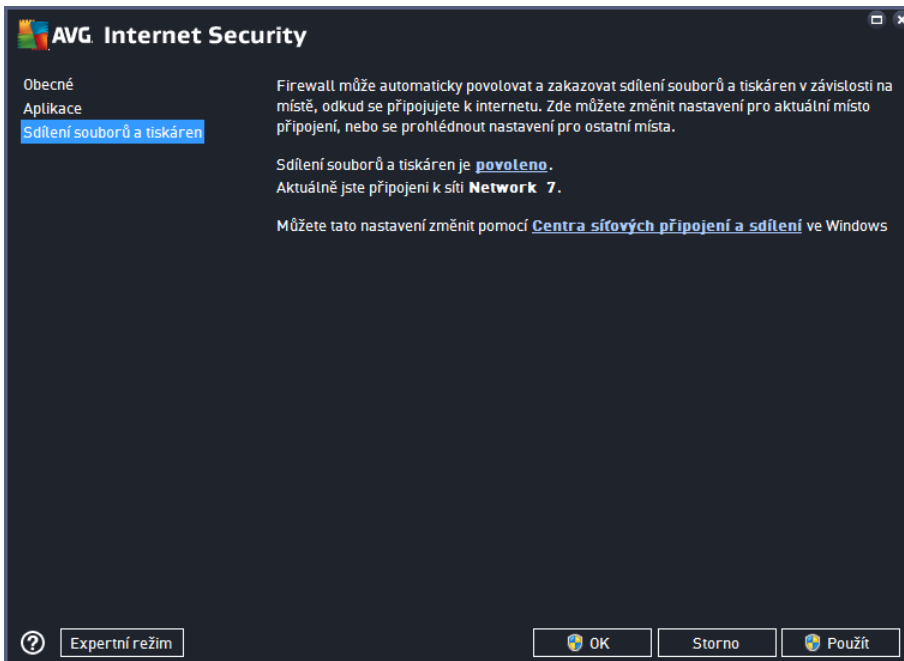 AVG. Internet Security
Obecné
Aplikace
Sdílení souborů a tiskáren
Firewall může automaticky povolovat a zakazovat sdílení souborů a tiskáren v závislosti na
místě, odkud se připojujete k internetu. Zde můžete změnit nastavení pro aktuální místo
připojení, nebo se prohlédnout nastavení pro ostatní místa.
Sdílení souborů a tiskáren je povoleno.
Aktuálně jste připojeni k síti Network 7.
Můžete tato nastavení změnit pomocí Centra síťových připojení a sdílení ve Windows
Expertní režim
OK
Storno
Použít